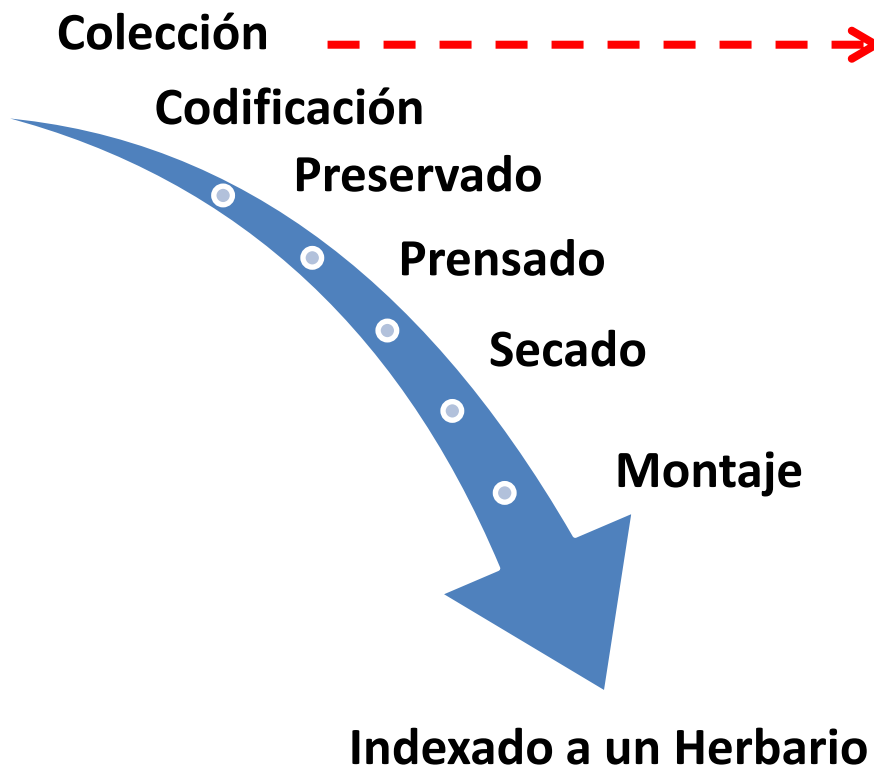 Colección
Codificación
Preservado
Prensado
Secado
Montaje
Indexado a un Herbario